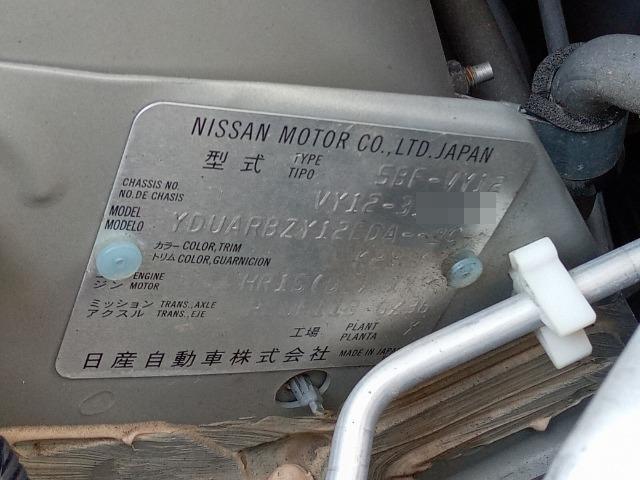 NISSAN MOTOR CO.,LTD.JAPAN
型式 TYPE TIPO 5BF-VY12
CHASSIS NO. NO.DE CHASIS VY12-
MODEL MODELO YDUARBZY12EDA-
カラー COLOR,TRIM
トリム COLOR,GUARNICION
ENGINE
ジン MOTOR HR15(
ミッション TRANS.,AXLE
アクスル TRANS.,EJE
工場 PLANT PLANTA
日産自動車株式会社 MADE IN JAPAN